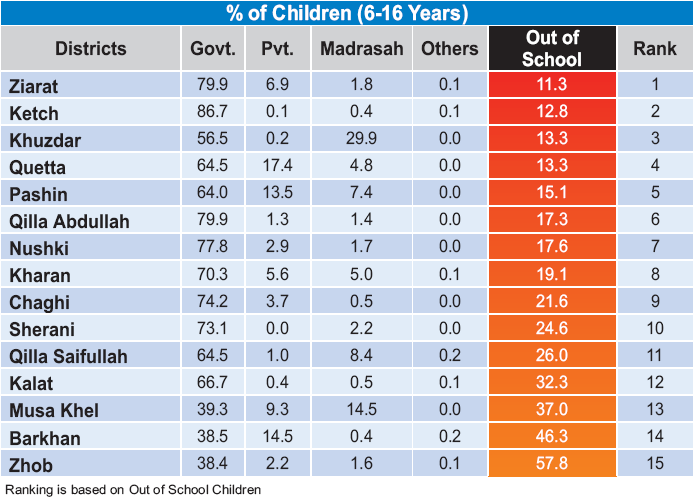 % of Children (6-16 Years)
Districts Govt. Pvt. Madrasah Others Out of School Rank
Ziarat 79.9 6.9 1.8 0.1 11.3 1
Ketch 86.7 0.1 0.4 0.1 12.8 2
Khuzdar 56.5 0.2 29.9 0.0 13.3 3
Quetta 64.5 17.4 4.8 0.0 13.3 4
Pashin 64.0 13.5 7.4 0.0 15.1 5
Qilla Abdullah 79.9 1.3 1.4 0.0 17.3 6
Nushki 77.8 2.9 1.7 0.0 17.6 7
Kharan 70.3 5.6 5.0 0.1 19.1 8
Chaghi 74.2 3.7 0.5 0.0 21.6 9
Sherani 73.1 0.0 2.2 0.0 24.6 10
Qilla Saifullah 64.5 1.0 8.4 0.2 26.0 11
Kalat 66.7 0.4 0.5 0.1 32.3 12
Musa Khel 39.3 9.3 14.5 0.0 37.0 13
Barkhan 38.5 14.5 0.4 0.2 46.3 14
Zhob 38.4 2.2 1.6 0.1 57.8 15
Ranking is based on Out of School Children